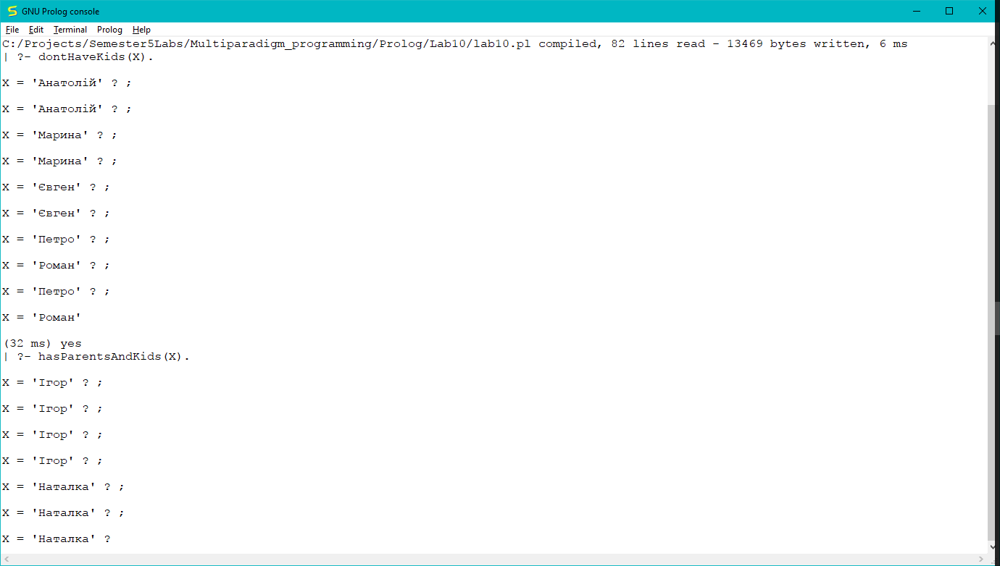 GNU Prolog console
File Edit Terminal Prolog Help
C:/Projects/Semester5Labs/Multiparadigm_programming/Prolog/Lab10/lab10.pl compiled, 82 lines read - 13469 bytes written, 6 ms
| ?- dontHaveKids(X).
X = 'Анатолій' ? ;
X = 'Анатолій' ? ;
X = 'Марина' ? ;
X = 'Марина' ? ;
X = 'Євген' ? ;
X = 'Євген' ? ;
X = 'Петро' ? ;
X = 'Роман' ? ;
X = 'Петро' ? ;
X = 'Роман'
(32 ms) yes
| ?- hasParentsAndKids(X).
X = 'Ігор' ? ;
X = 'Ігор' ? ;
X = 'Ігор' ? ;
X = 'Ігор' ? ;
X = 'Наталка' ? ;
X = 'Наталка' ? ;
X = 'Наталка' ?